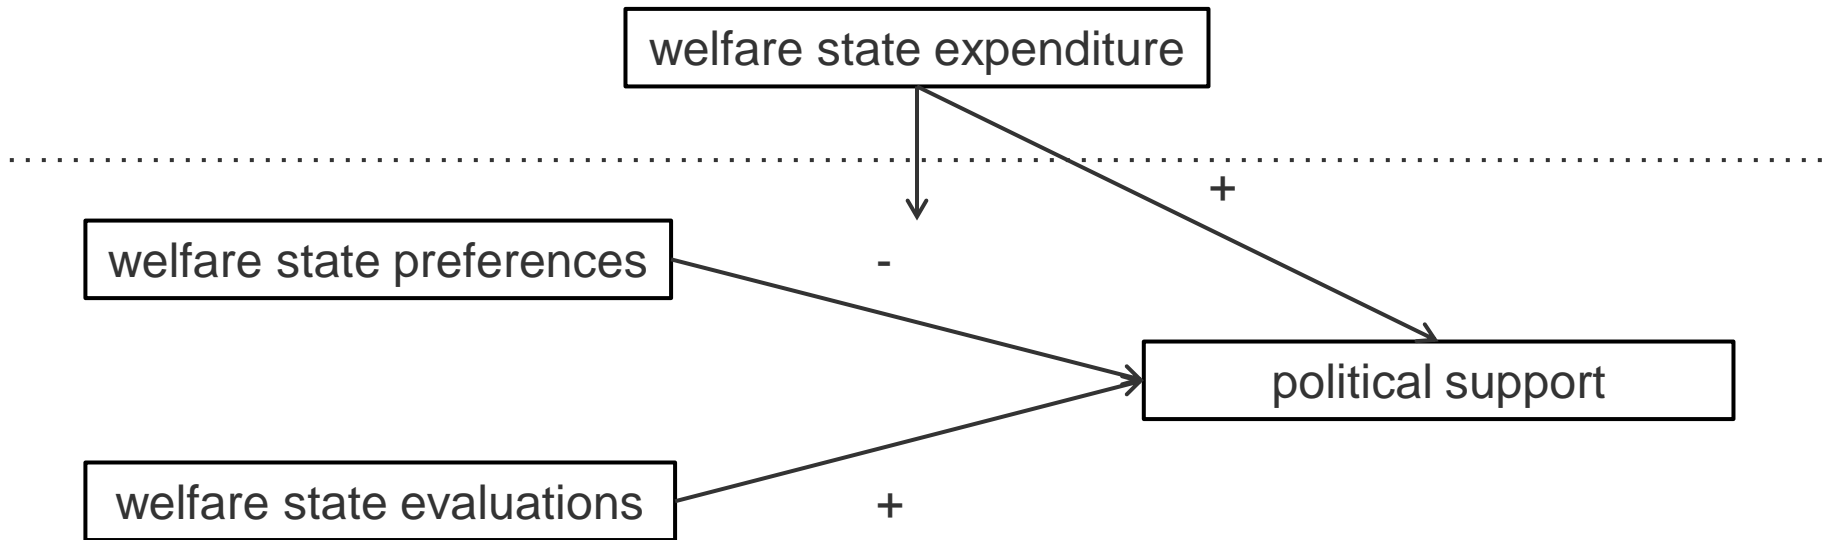 welfare state expenditure
+
welfare state preferences
-
political support
welfare state evaluations
+